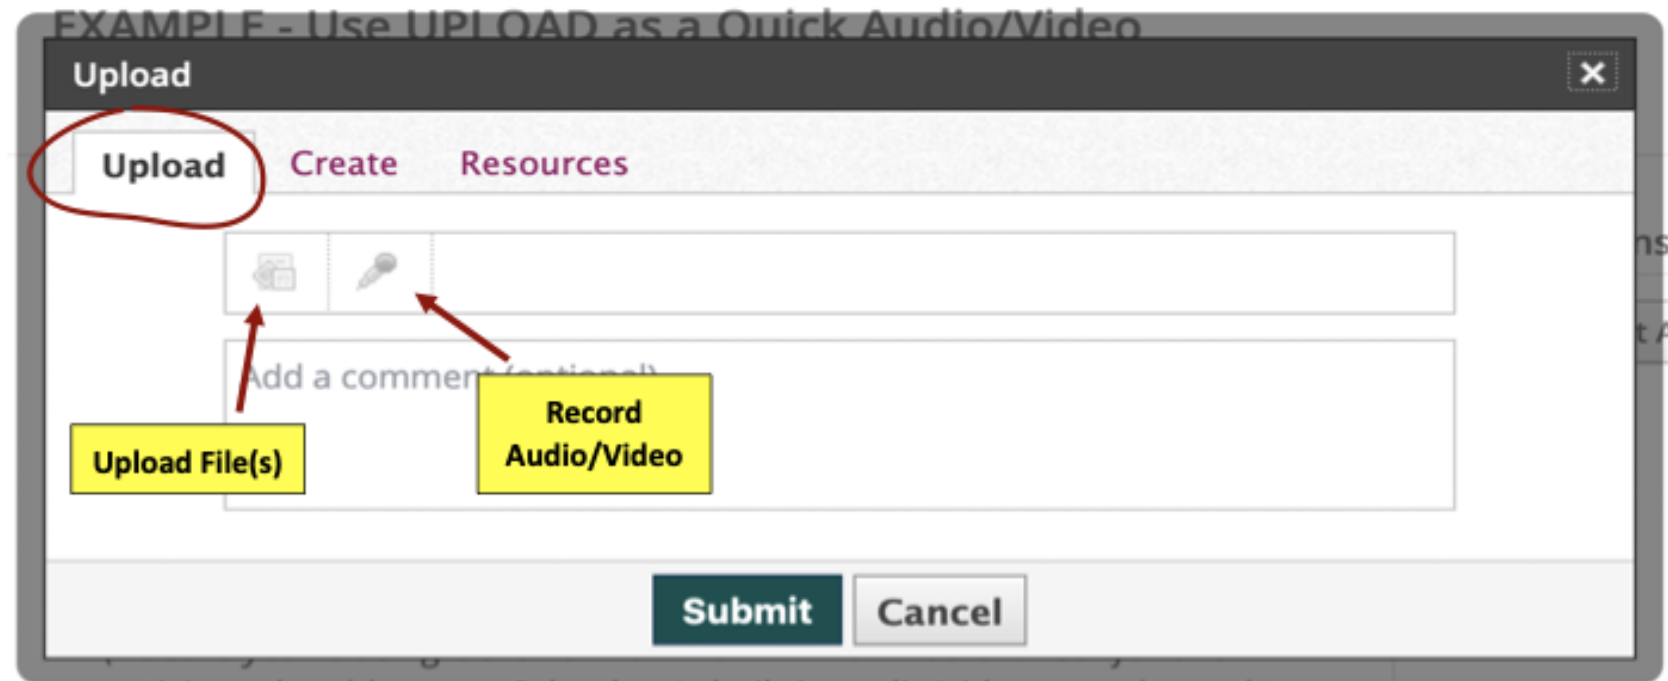 EXAMPLE - Use UPLOAD as a Quick Audio/Video
Upload
Upload Create Resources
Add a comment (optional)
Record
Audio/Video
Upload File(s)
Submit Cancel